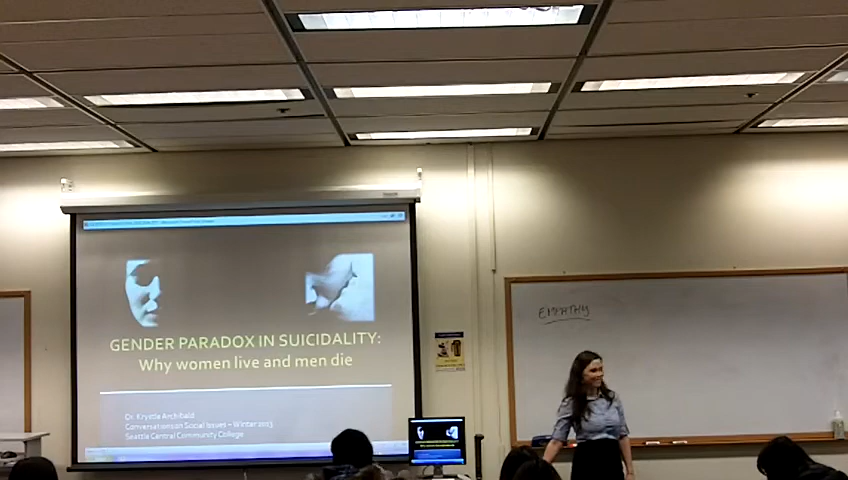 GENDER PARADOX IN SUICIDALITY:
Why women live and men die
Dr. Krystle Archibald
Conversations on Social Issues – Winter 2013
Seattle Central Community College
EMPATHY